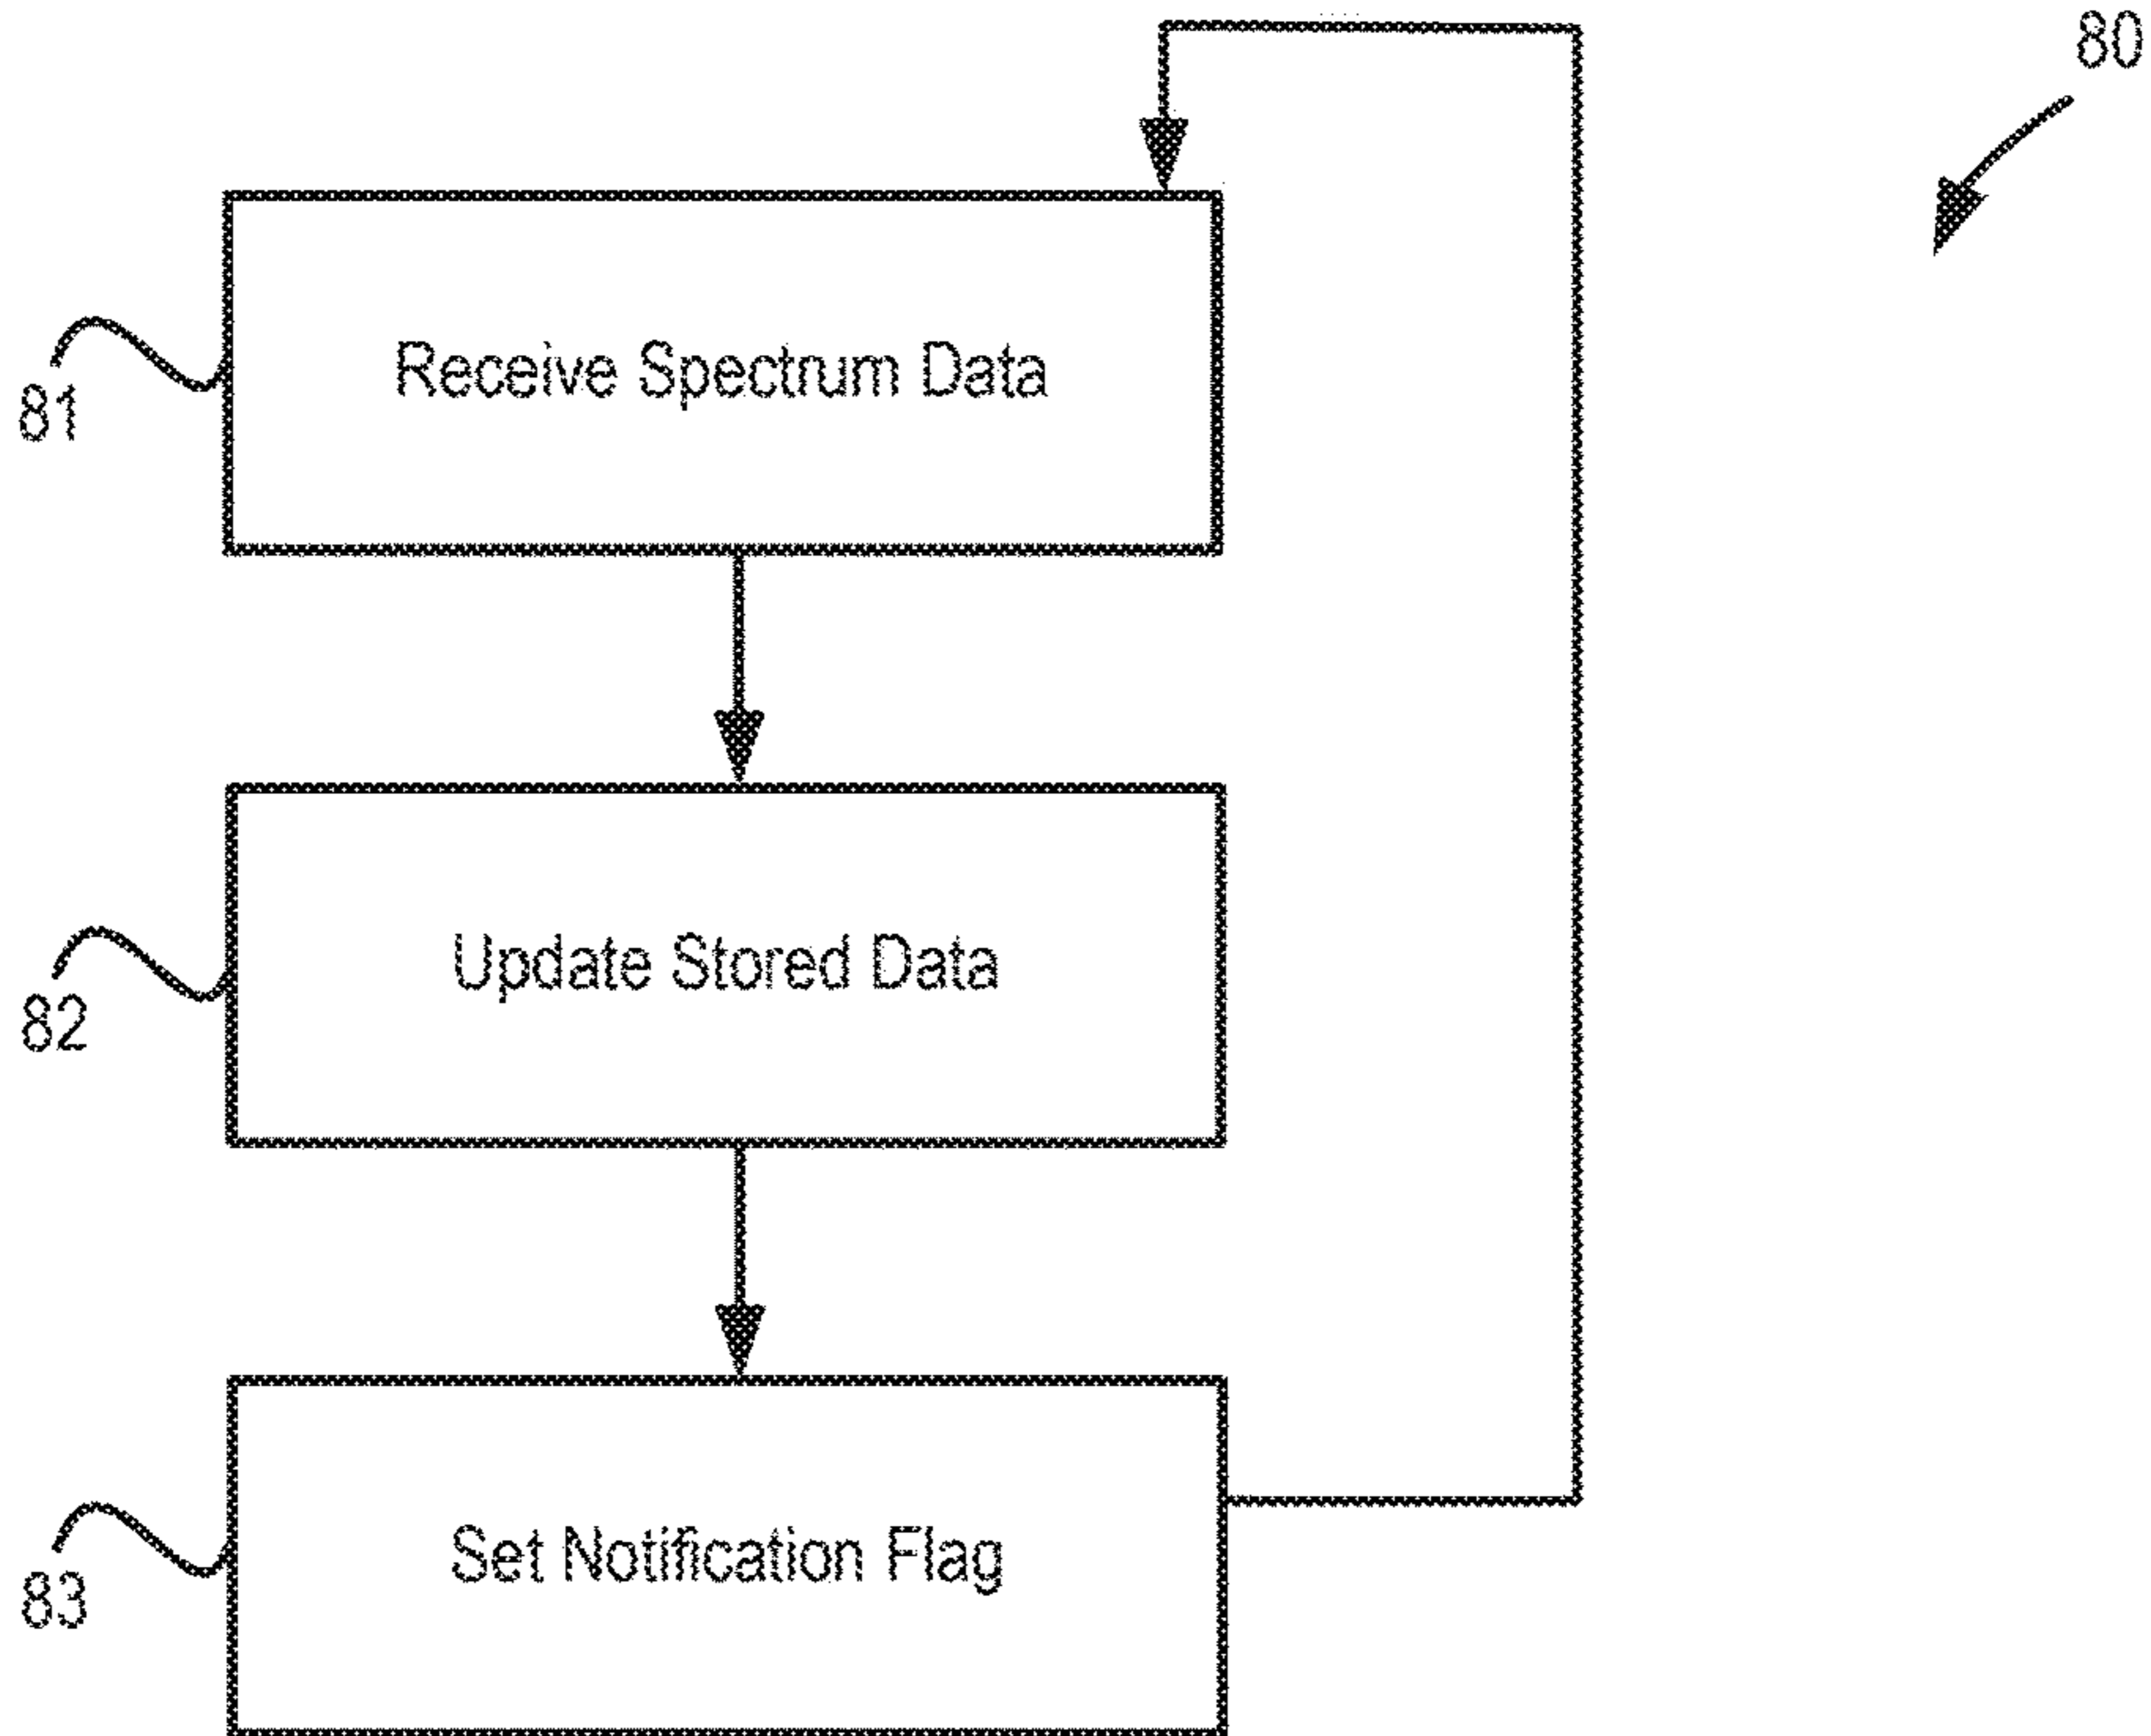 80
Receive Spectrum Data
81
Update Stored Data
82
Set Notification Flag
83